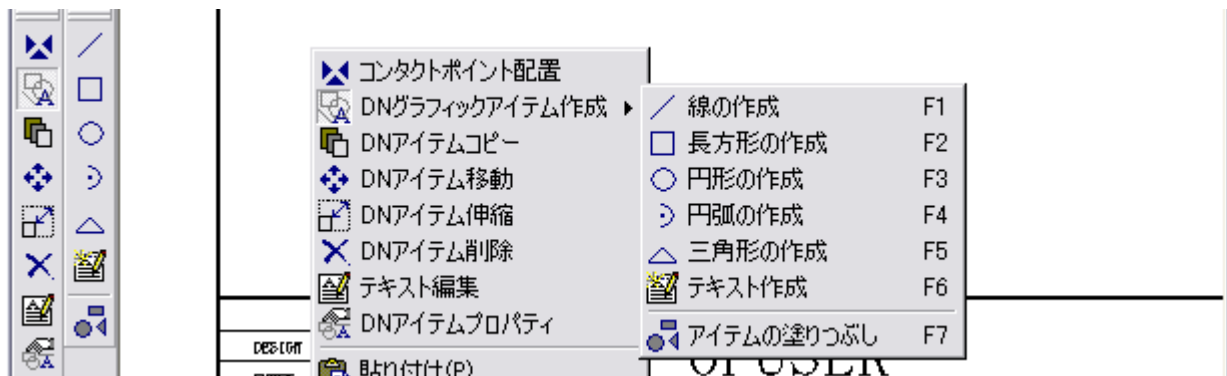 コンタクトポイント配置
DNグラフィックアイテム作成
DNアイテムコピー
DNアイテム移動
DNアイテム伸縮
DNアイテム削除
テキスト編集
DNアイテムプロパティ
貼り付け(P)
線の作成 F1
長方形の作成 F2
円形の作成 F3
円弧の作成 F4
三角形の作成 F5
テキスト作成 F6
アイテムの塗りつぶし F7
DESIGN
OF USER